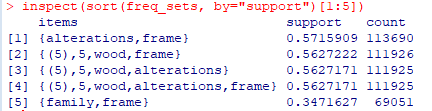 > inspect(sort(freq_sets, by="support")[1:5])
items support count
[1] {alterations,frame} 0.5715909 113690
[2] {(5),5,wood,frame} 0.5627222 111926
[3] {(5),5,wood,alterations} 0.5627171 111925
[4] {(5),5,wood,alterations,frame} 0.5627171 111925
[5] {family,frame} 0.3471627 69051